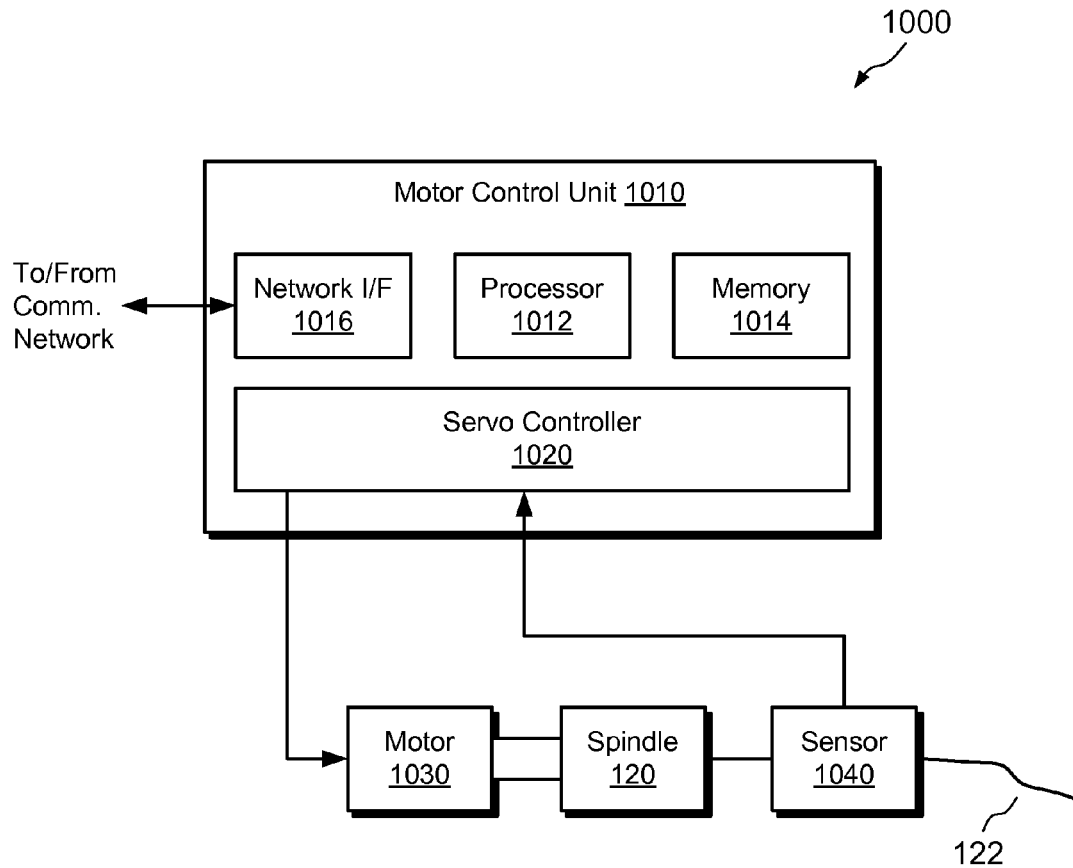 1000
Motor Control Unit 1010
To/From
Comm.
Network
Network I/F
1016
Processor
1012
Memory
1014
Servo Controller
1020
Motor
1030
Spindle
120
Sensor
1040
122